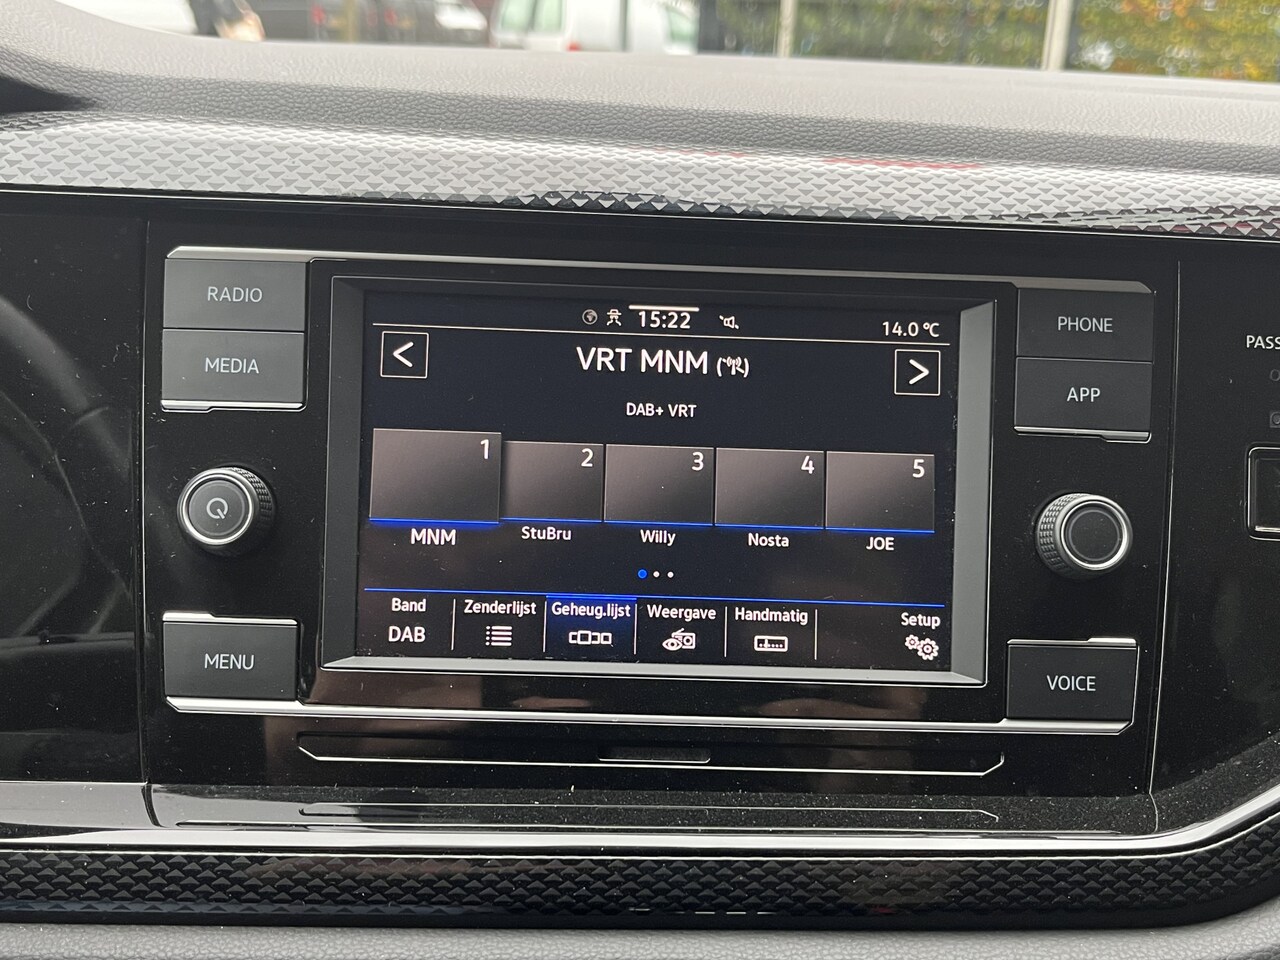 RADIO
MEDIA
MENU
PHONE
APP
VOICE
PASS
15:22
14.0 °C
<
VRT MNM
>
DAB+ VRT
1 2 3 4 5
MNM StuBru Willy Nosta JOE
Band Zenderlijst Geheug.lijst Weergave Handmatig Setup
DAB